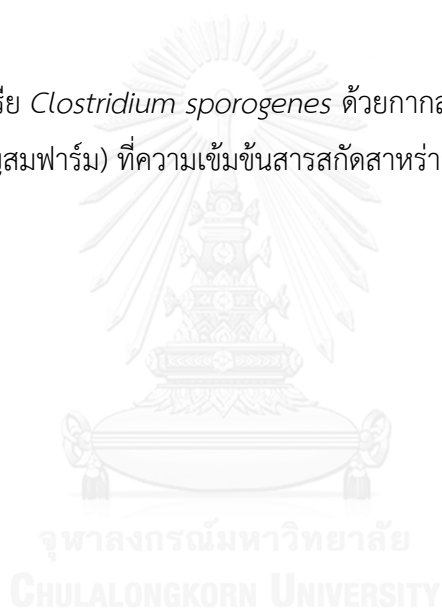 รีย Clostridium sporogenes ด้วยกากส
ญสมฟาร์ม) ที่ความเข้มข้นสารสกัดสาหร่า
จุฬาลงกรณ์มหาวิทยาลัย
CHULALONGKORN UNIVERSITY